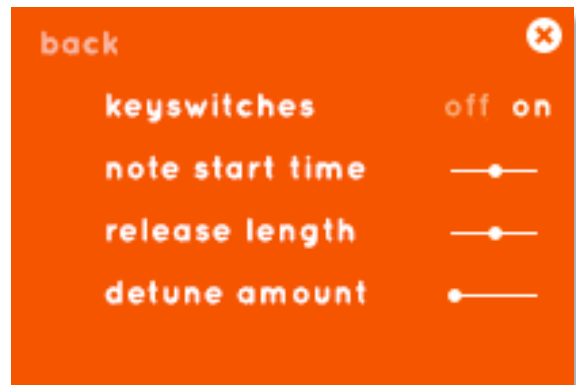 back
keyswitches off on
note start time
release length
detune amount